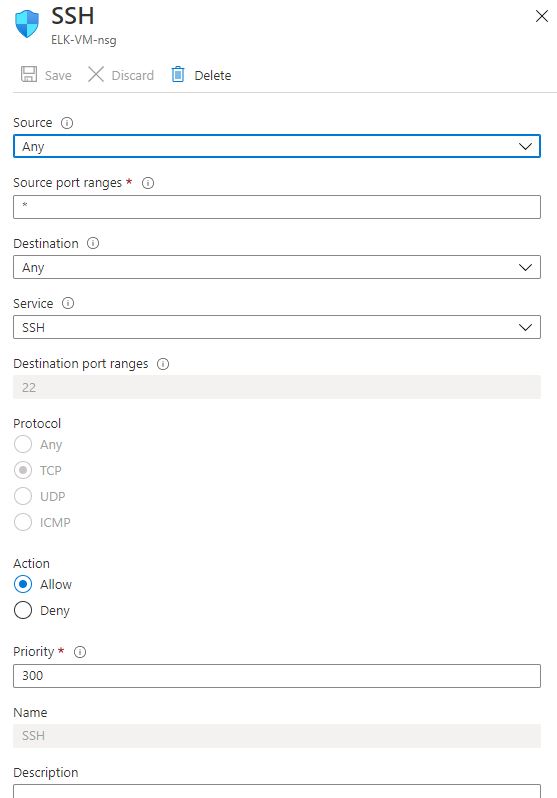 SSH
ELK-VM-nsg
Save Discard Delete
Source
Any
Source port ranges *
*
Destination
Any
Service
SSH
Destination port ranges
22
Protocol
Any
TCP
UDP
ICMP
Action
Allow
Deny
Priority *
300
Name
SSH
Description